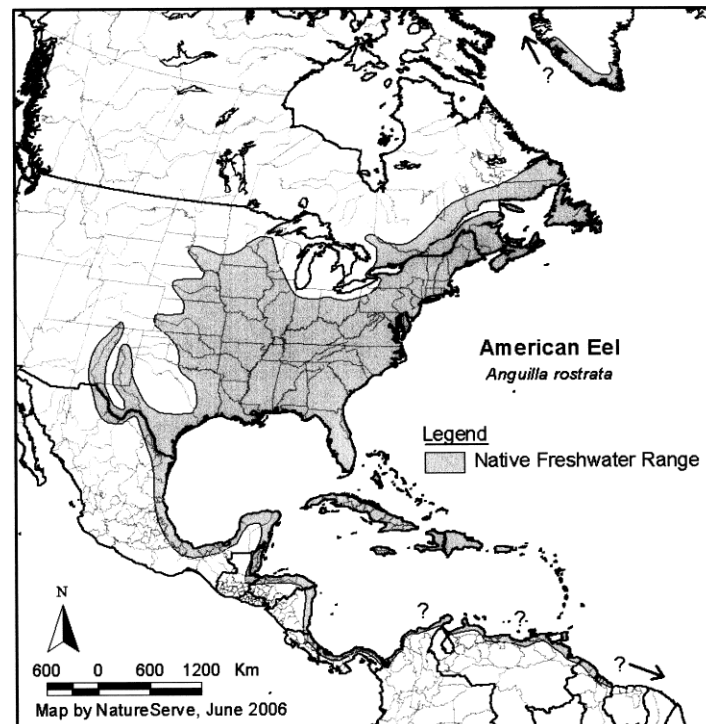 ?
American Eel
Anguilla rostrata
Legend
Native Freshwater Range
?
?
?
N
600 0 600 1200 Km
Map by NatureServe, June 2006